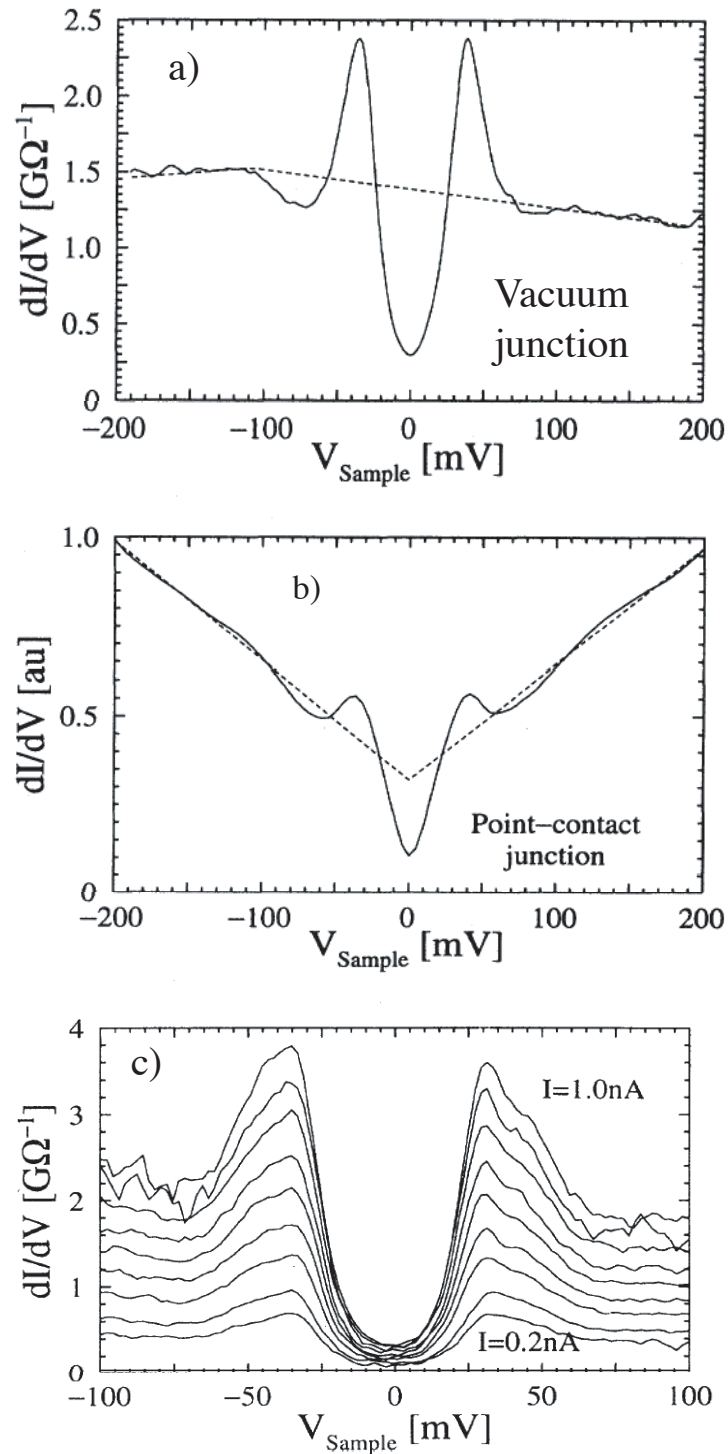 2.5
a)
2.0
1.5
1.0
0.5
0
dI/dV [GΩ⁻¹]
Vacuum
junction
−200 −100 0 100 200
V_Sample [mV]
1.0
b)
0.5
0
dI/dV [au]
Point−contact
junction
−200 −100 0 100 200
V_Sample [mV]
4
c)
3
2
1
0
dI/dV [GΩ⁻¹]
I=1.0nA
I=0.2nA
−100 −50 0 50 100
V_Sample [mV]